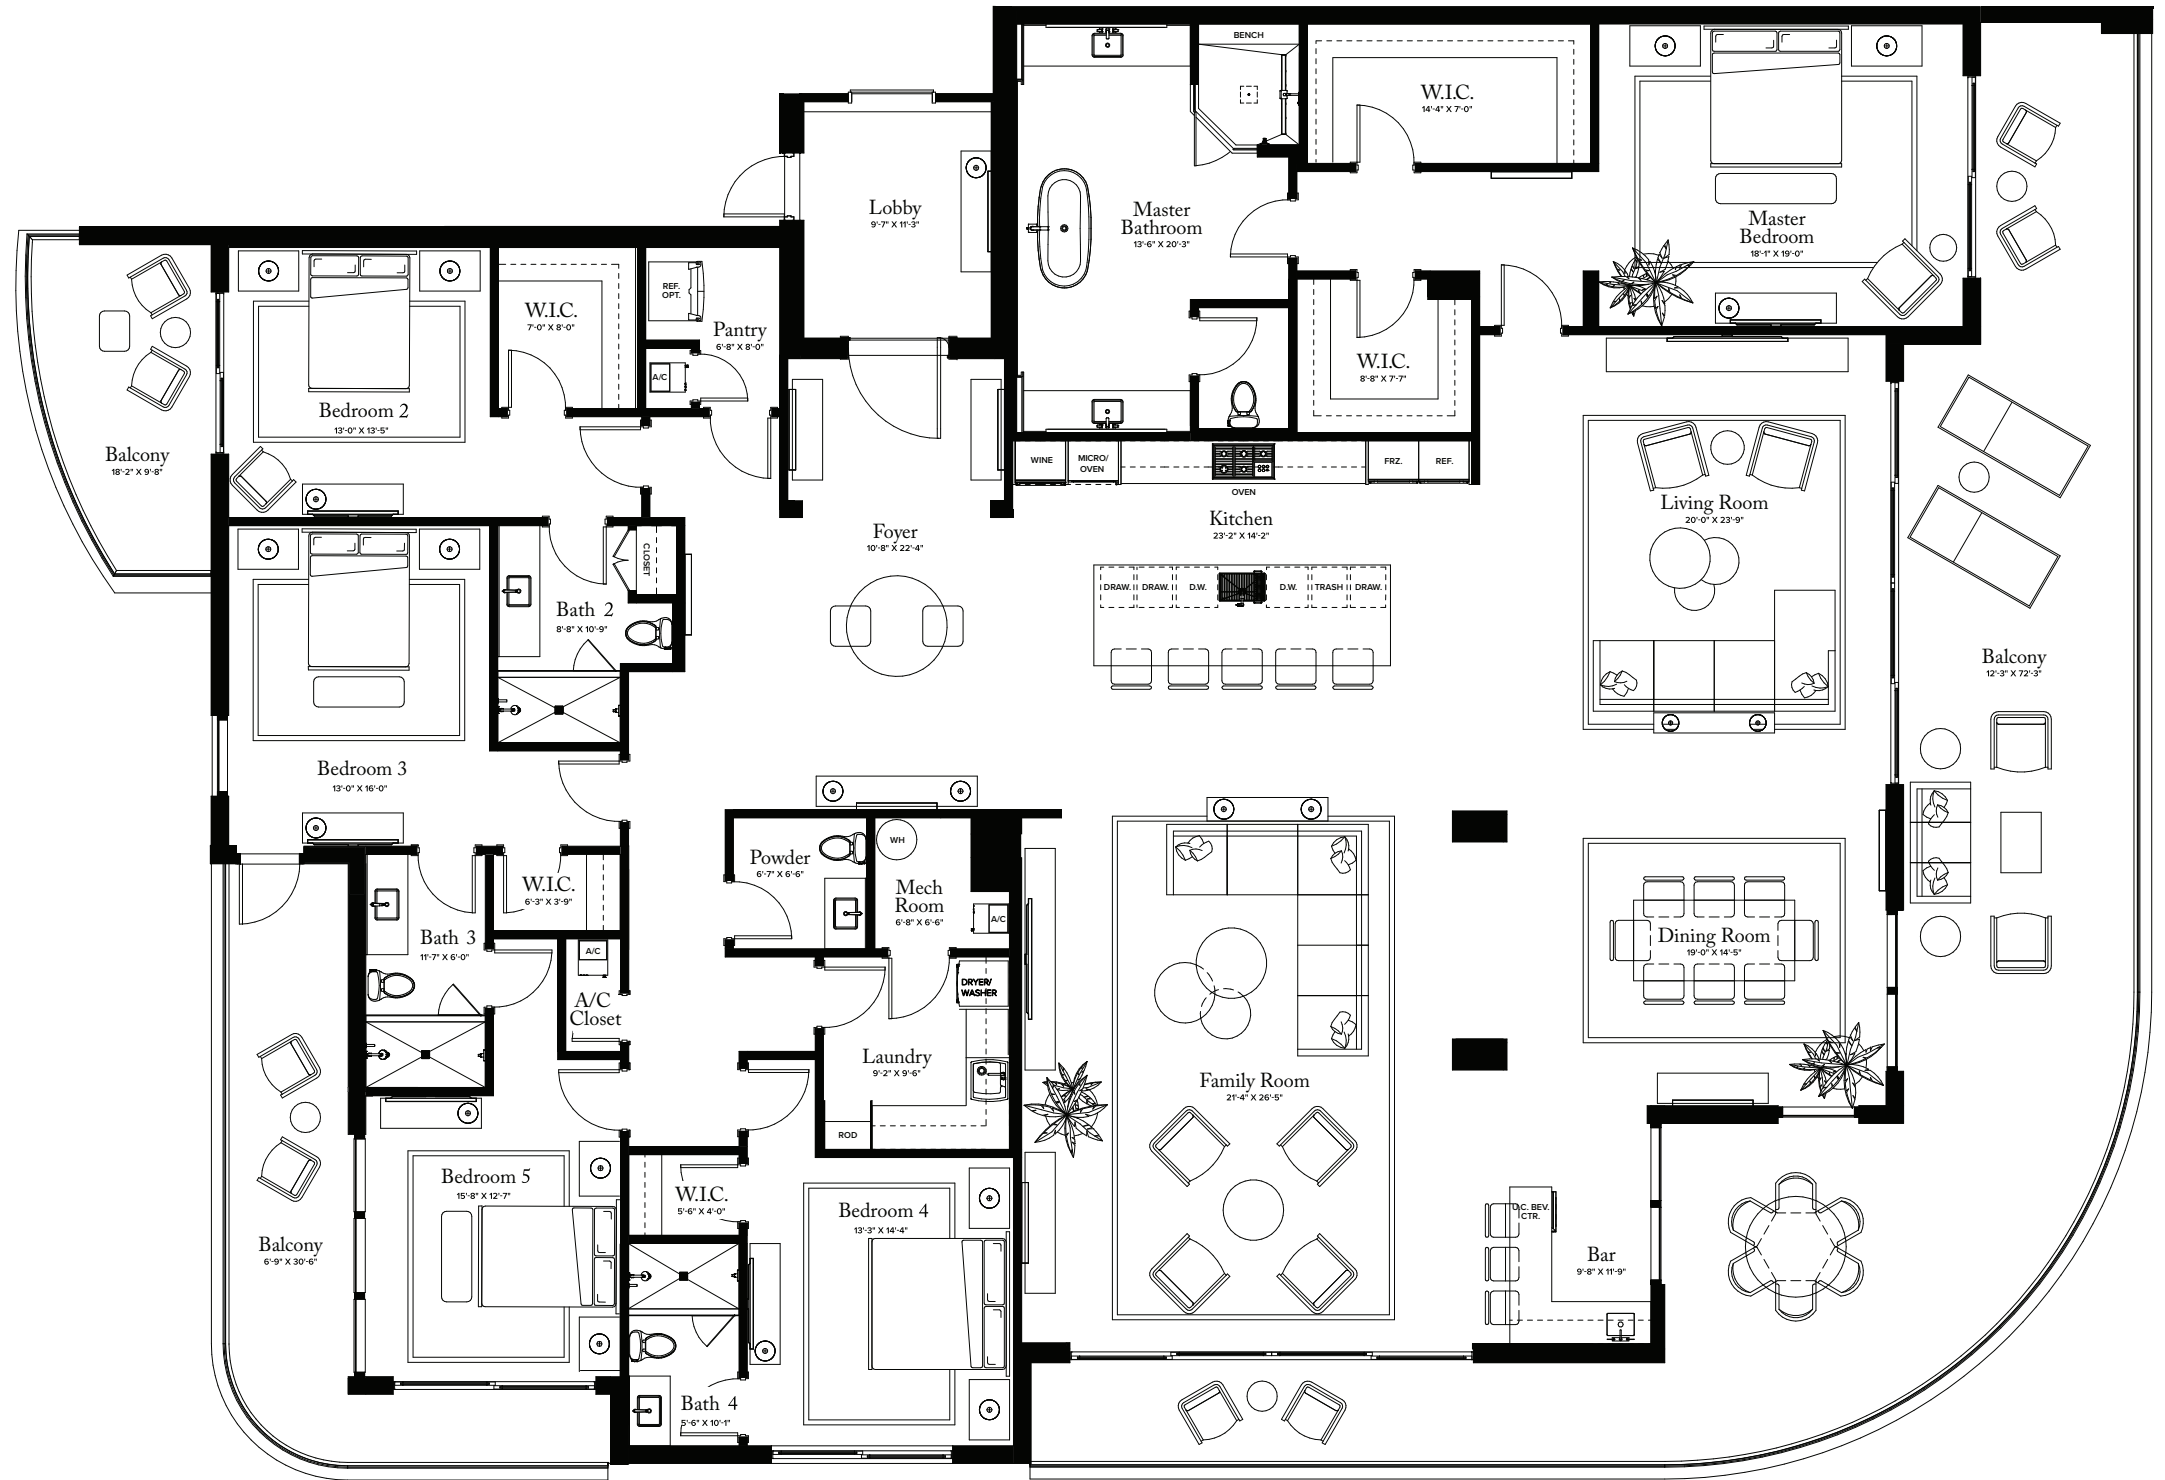 BENCH
W.I.C.
14'-4" X 7'-0"
Lobby
9'-7" X 11'-3"
Master
Bathroom
13'-6" X 20'-3"
Master
Bedroom
18'-1" X 19'-0"
REF.
OPT.
W.I.C.
7'-0" X 8'-0"
Pantry
6'-8" X 8'-0"
A/C
W.I.C.
8'-8" X 7'-7"
Bedroom 2
13'-0" X 13'-5"
Balcony
18'-2" X 9'-8"
WINE
MICRO/
OVEN
OVEN
FRZ.
REF.
Living Room
20'-0" X 23'-9"
Foyer
10'-8" X 22'-4"
Kitchen
23'-2" X 14'-2"
CLOSET
DRAW.
DRAW.
D.W.
D.W.
TRASH
DRAW.
Bath 2
8'-8" X 10'-9"
Balcony
12'-3" X 72'-3"
Bedroom 3
13'-0" X 16'-0"
WH
Powder
6'-7" X 6'-6"
Mech
Room
6'-8" X 6'-6"
A/C
W.I.C.
6'-3" X 3'-9"
Bath 3
11'-7" X 6'-0"
A/C
A/C
Closet
DRYER/
WASHER
Dining Room
19'-0" X 14'-5"
Laundry
9'-2" X 9'-6"
ROD
Family Room
21'-4" X 26'-5"
Bedroom 5
15'-8" X 12'-7"
W.I.C.
5'-6" X 4'-0"
Bedroom 4
13'-3" X 14'-4"
U.C. BEV.
CTR.
Balcony
6'-9" X 30'-6"
Bar
9'-8" X 11'-9"
Bath 4
5'-6" X 10'-1"